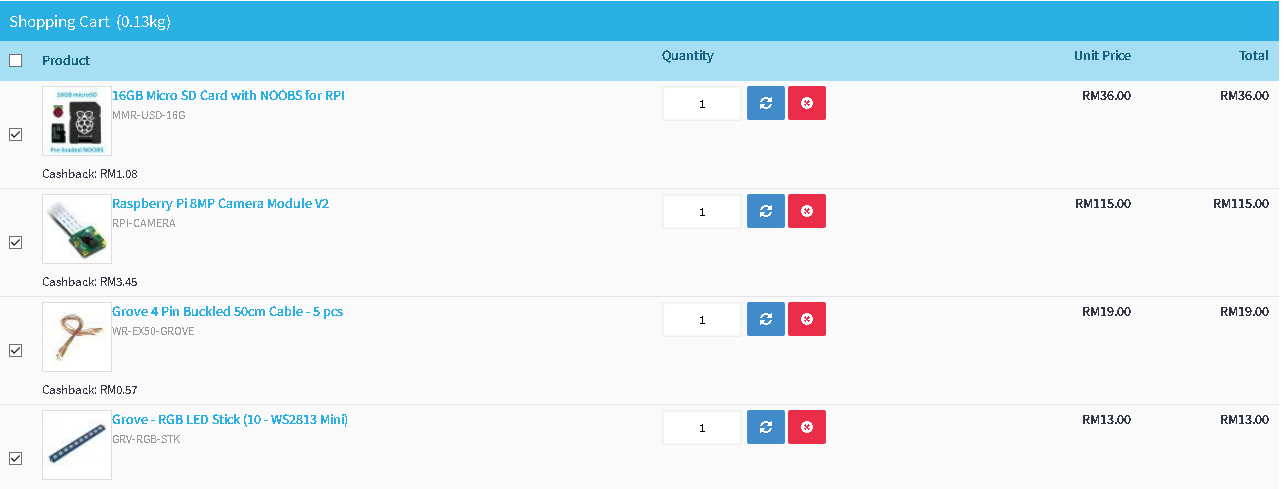 Shopping Cart (0.13kg)
Product Quantity Unit Price Total
16GB microSD
Pre-loaded NOOBS
16GB Micro SD Card with NOOBS for RPI 1 RM36.00 RM36.00
MMR-USD-16G
Cashback: RM1.08
Raspberry Pi 8MP Camera Module V2 1 RM115.00 RM115.00
RPI-CAMERA
Cashback: RM3.45
Grove 4 Pin Buckled 50cm Cable - 5 pcs 1 RM19.00 RM19.00
WR-EX50-GROVE
Cashback: RM0.57
Grove - RGB LED Stick (10 - WS2813 Mini) 1 RM13.00 RM13.00
GRV-RGB-STK